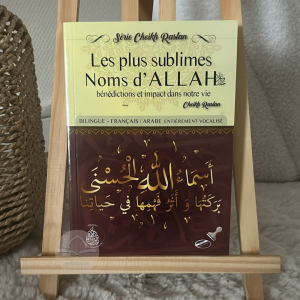 Série Cheikh Raslan
Les plus sublimes
Noms d'ALLAH ﷻ
bénédictions et impact dans notre vie
Cheikh Raslan
BILINGUE - FRANÇAIS / ARABE ENTIÈREMENT VOCALISÉ
أَسْمَاءُ اللهِ الْحُسْنَى
بَرَكَتُهَا وَ أَثَرُ فَهْمِهَا فِي حَيَاتِنَا